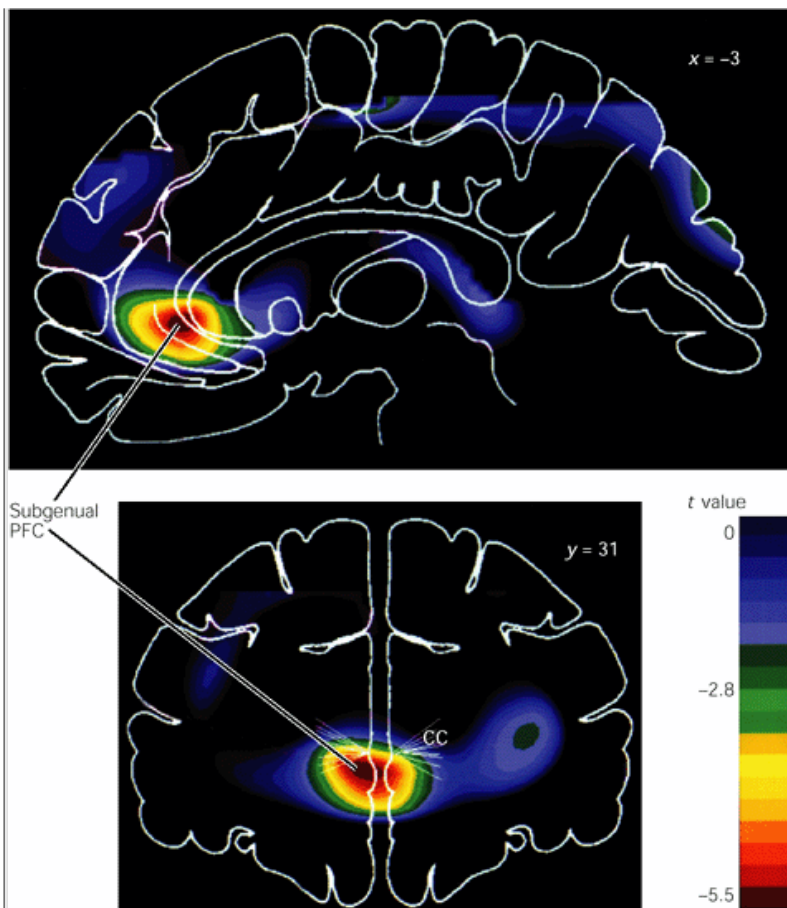 x = −3
Subgenual
PFC
y = 31
CC
t value
0
−2.8
−5.5